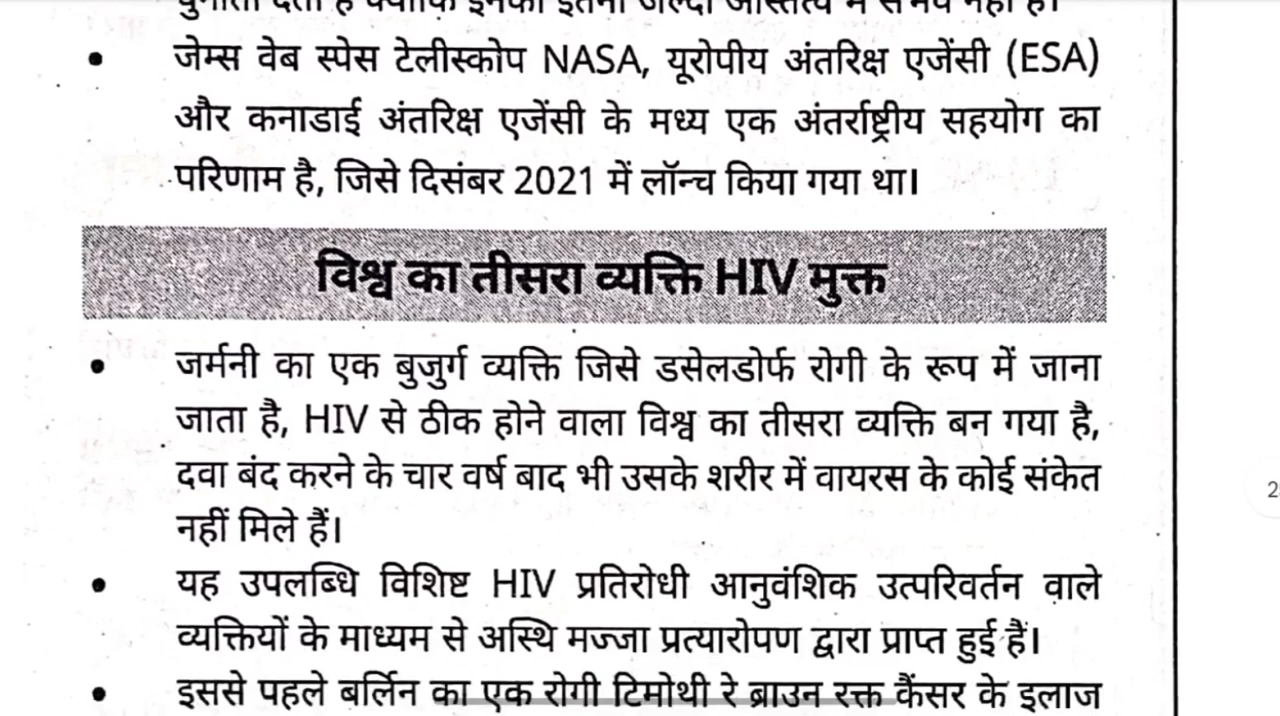 जेम्स वेब स्पेस टेलीस्कोप NASA, यूरोपीय अंतरिक्ष एजेंसी (ESA)
और कनाडाई अंतरिक्ष एजेंसी के मध्य एक अंतर्राष्ट्रीय सहयोग का
परिणाम है, जिसे दिसंबर 2021 में लॉन्च किया गया था।
विश्व का तीसरा व्यक्ति HIV मुक्त
जर्मनी का एक बुजुर्ग व्यक्ति जिसे डसेलडोर्फ रोगी के रूप में जाना
जाता है, HIV से ठीक होने वाला विश्व का तीसरा व्यक्ति बन गया है,
दवा बंद करने के चार वर्ष बाद भी उसके शरीर में वायरस के कोई संकेत
नहीं मिले हैं।
यह उपलब्धि विशिष्ट HIV प्रतिरोधी आनुवंशिक उत्परिवर्तन वाले
व्यक्तियों के माध्यम से अस्थि मज्जा प्रत्यारोपण द्वारा प्राप्त हुई हैं।
इससे पहले बर्लिन का एक रोगी टिमोथी रे ब्राउन रक्त कैंसर के इलाज